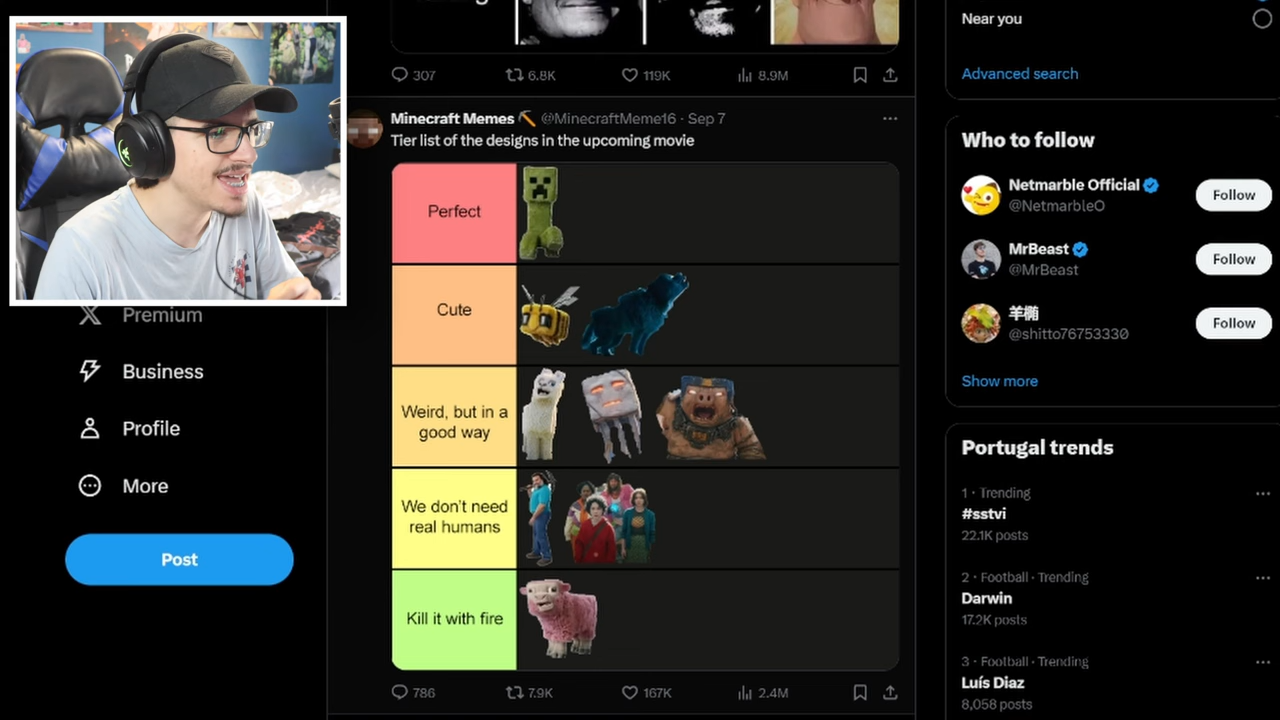 Near you
Advanced search
307 6.8K 119K 8.9M
Minecraft Memes @MinecraftMeme16 · Sep 7
Tier list of the designs in the upcoming movie
Perfect
Cute
Weird, but in a
good way
We don't need
real humans
Kill it with fire
786 7.9K 167K 2.4M
Premium
Business
Profile
More
Post
Who to follow
Netmarble Official
@NetmarbleO
Follow
MrBeast
@MrBeast
Follow
羊橢
@shitto76753330
Follow
Show more
Portugal trends
1 · Trending
#sstvi
22.1K posts
2 · Football · Trending
Darwin
17.2K posts
3 · Football · Trending
Luís Diaz
8,058 posts